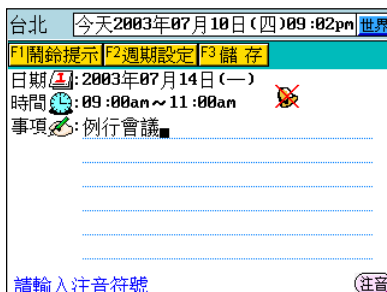 台北 今天2003年07月10日(四)09:02pm 世界
F1鬧鈴提示 F2週期設定 F3儲 存
日期:2003年07月14日(一)
時間:09:00am~11:00am
事項:例行會議
請輸入注音符號 注音